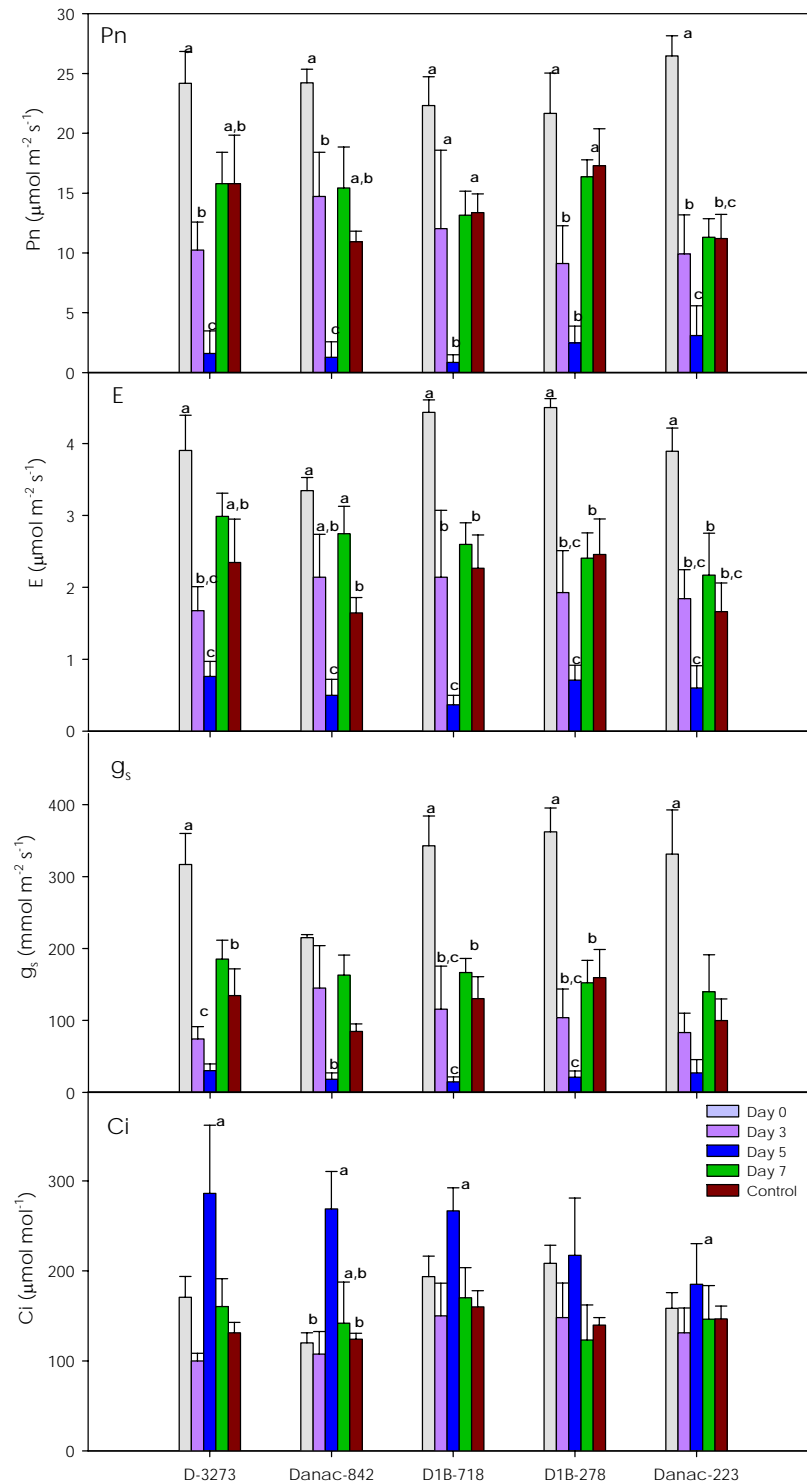 Pn
Pn (μmol m⁻² s⁻¹)
30
25
20
15
10
5
0
a
b
c
a,b
a
b
c
a,b
a
a
b
a
a
b
b
a
a
b
c
b,c
E
E (μmol m⁻² s⁻¹)
4
3
2
1
0
a
b,c
c
a,b
a
a,b
c
a
b
a
b
c
b
a
b,c
c
b
a
b,c
c
b
b,c
gₛ
gₛ (mmol m⁻² s⁻¹)
400
300
200
100
0
a
c
b
b
a
b,c
c
b
a
b,c
c
b
a
Ci
Ci (μmol mol⁻¹)
300
200
100
0
a
b
a
a,b
b
a
a
Day 0
Day 3
Day 5
Day 7
Control
D-3273
Danac-842
D1B-718
D1B-278
Danac-223